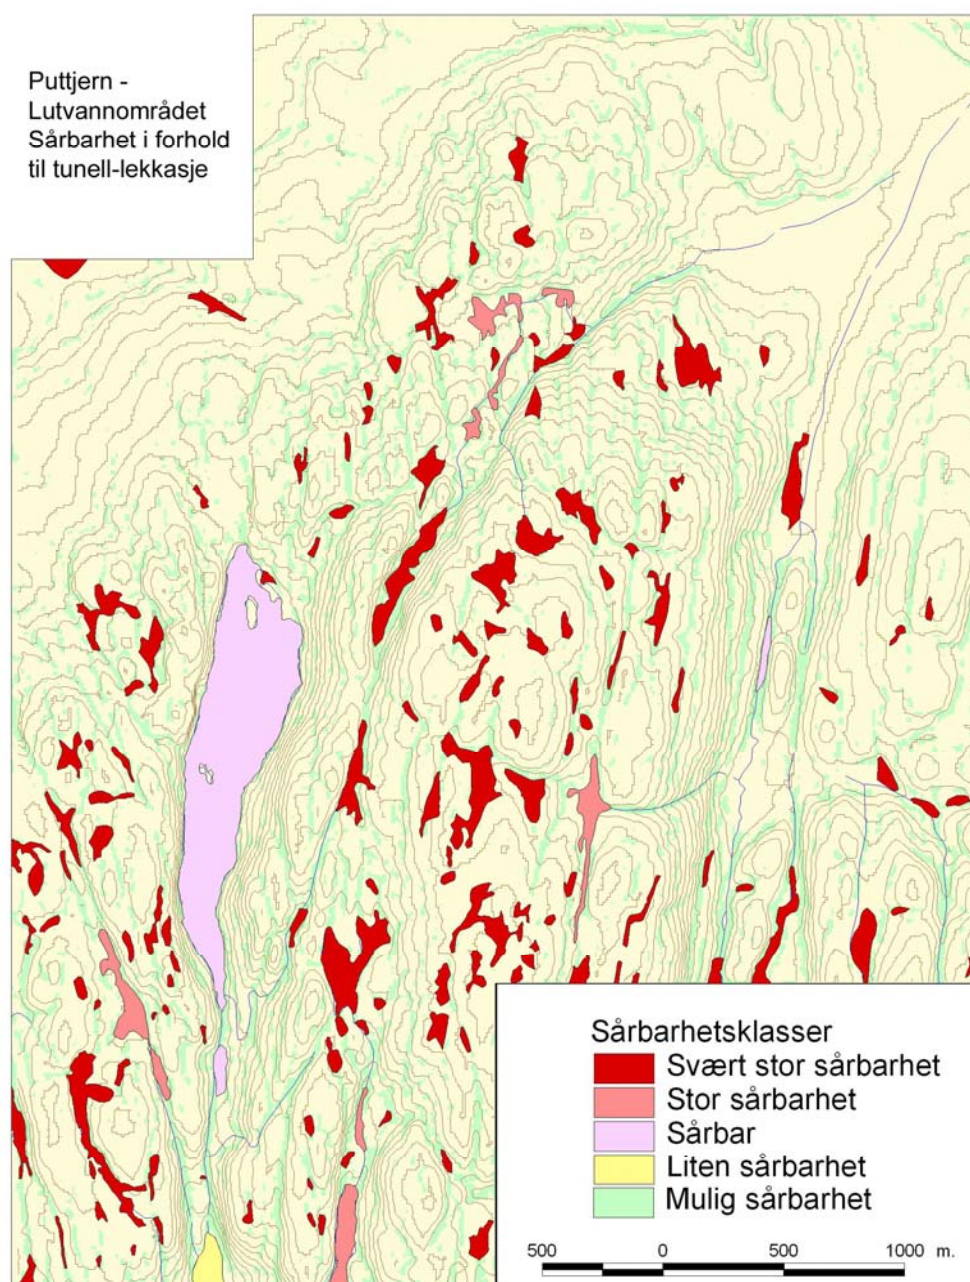 Puttjern -
Lutvannområdet
Sårbarhet i forhold
til tunell-lekkasje
Sårbarhetsklasser
Svært stor sårbarhet
Stor sårbarhet
Sårbar
Liten sårbarhet
Mulig sårbarhet
500 0 500 1000 m.